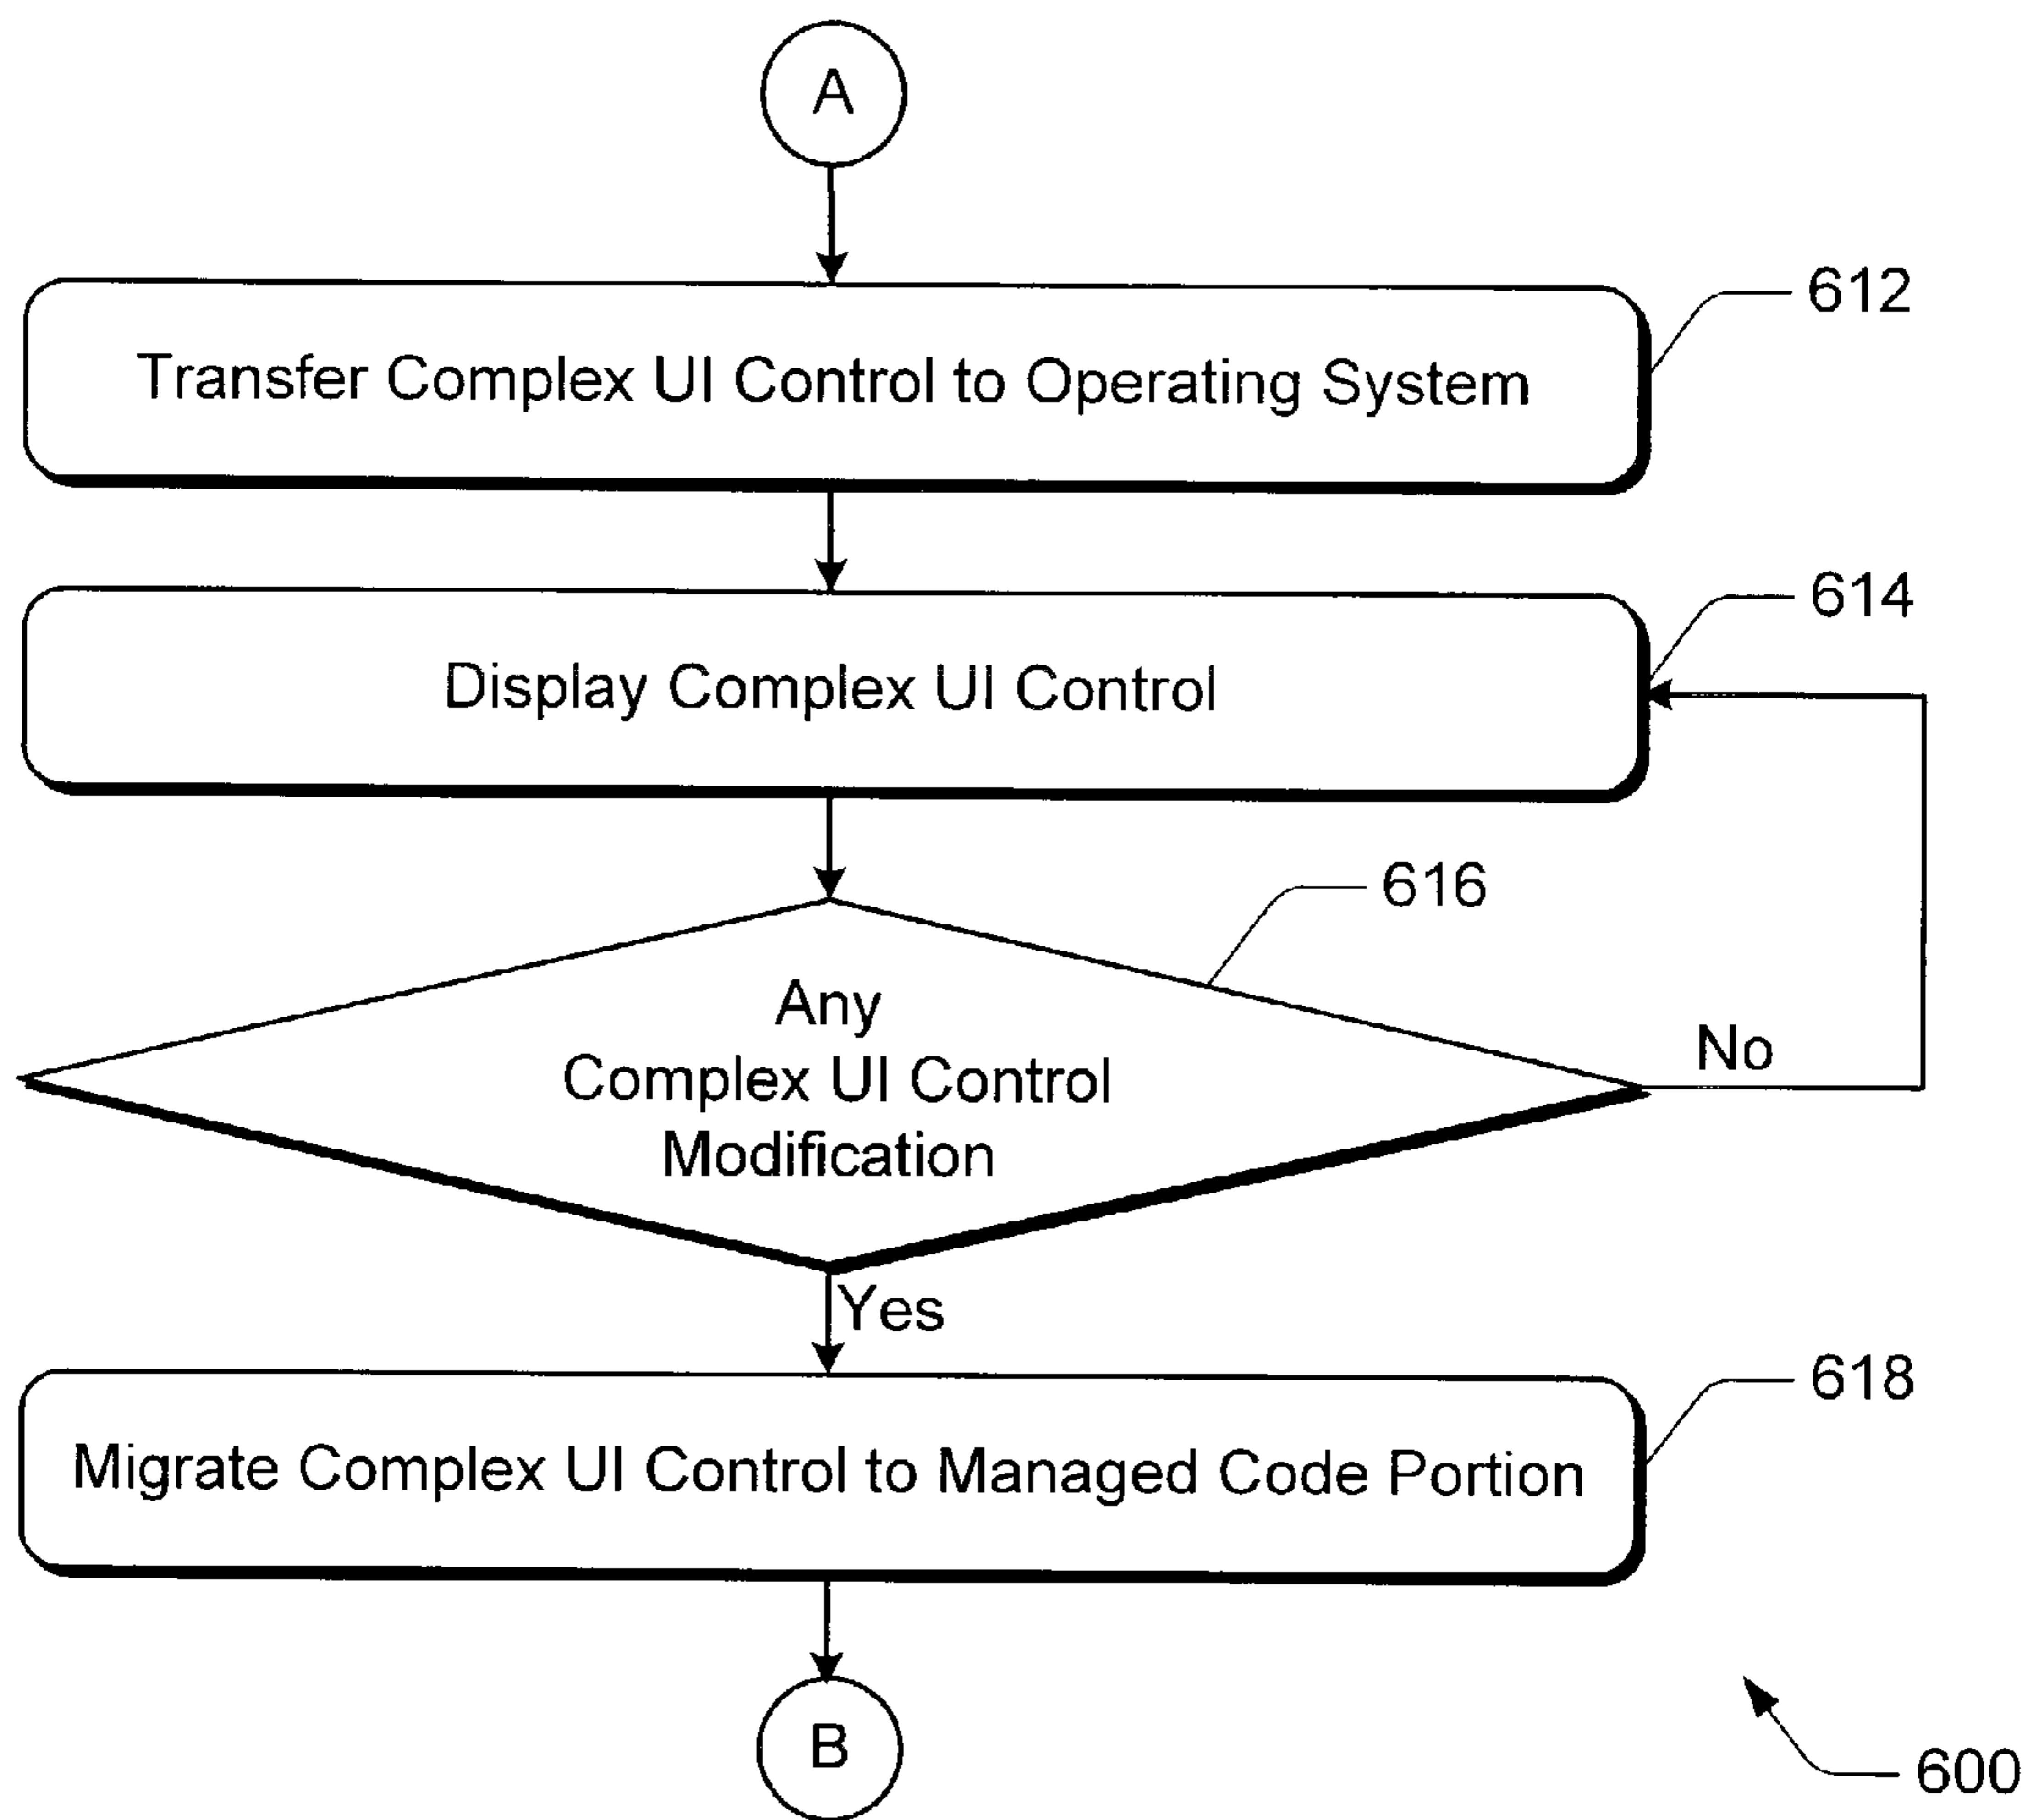 A
612
Transfer Complex UI Control to Operating System
614
Display Complex UI Control
616
Any
Complex UI Control
Modification
No
Yes
618
Migrate Complex UI Control to Managed Code Portion
B
600